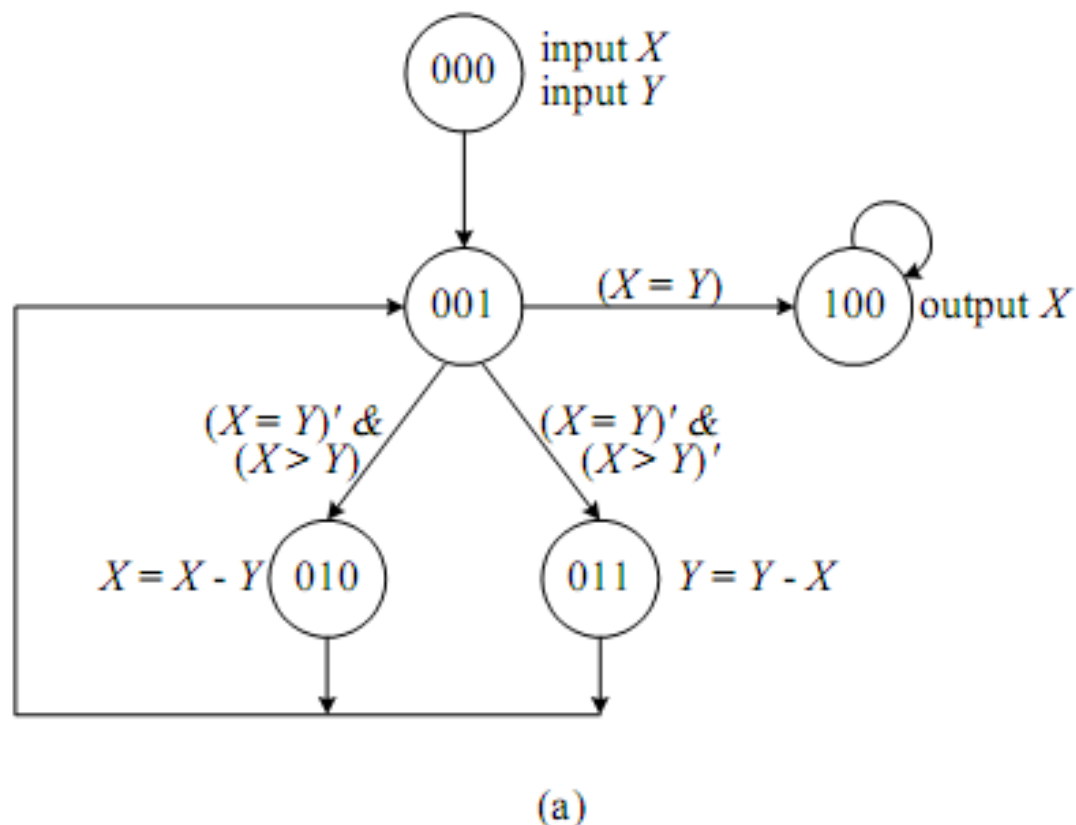 input X
000
input Y
001
(X = Y)
100
output X
(X = Y)' &
(X > Y)
(X = Y)' &
(X > Y)'
X = X - Y
010
011
Y = Y - X
(a)